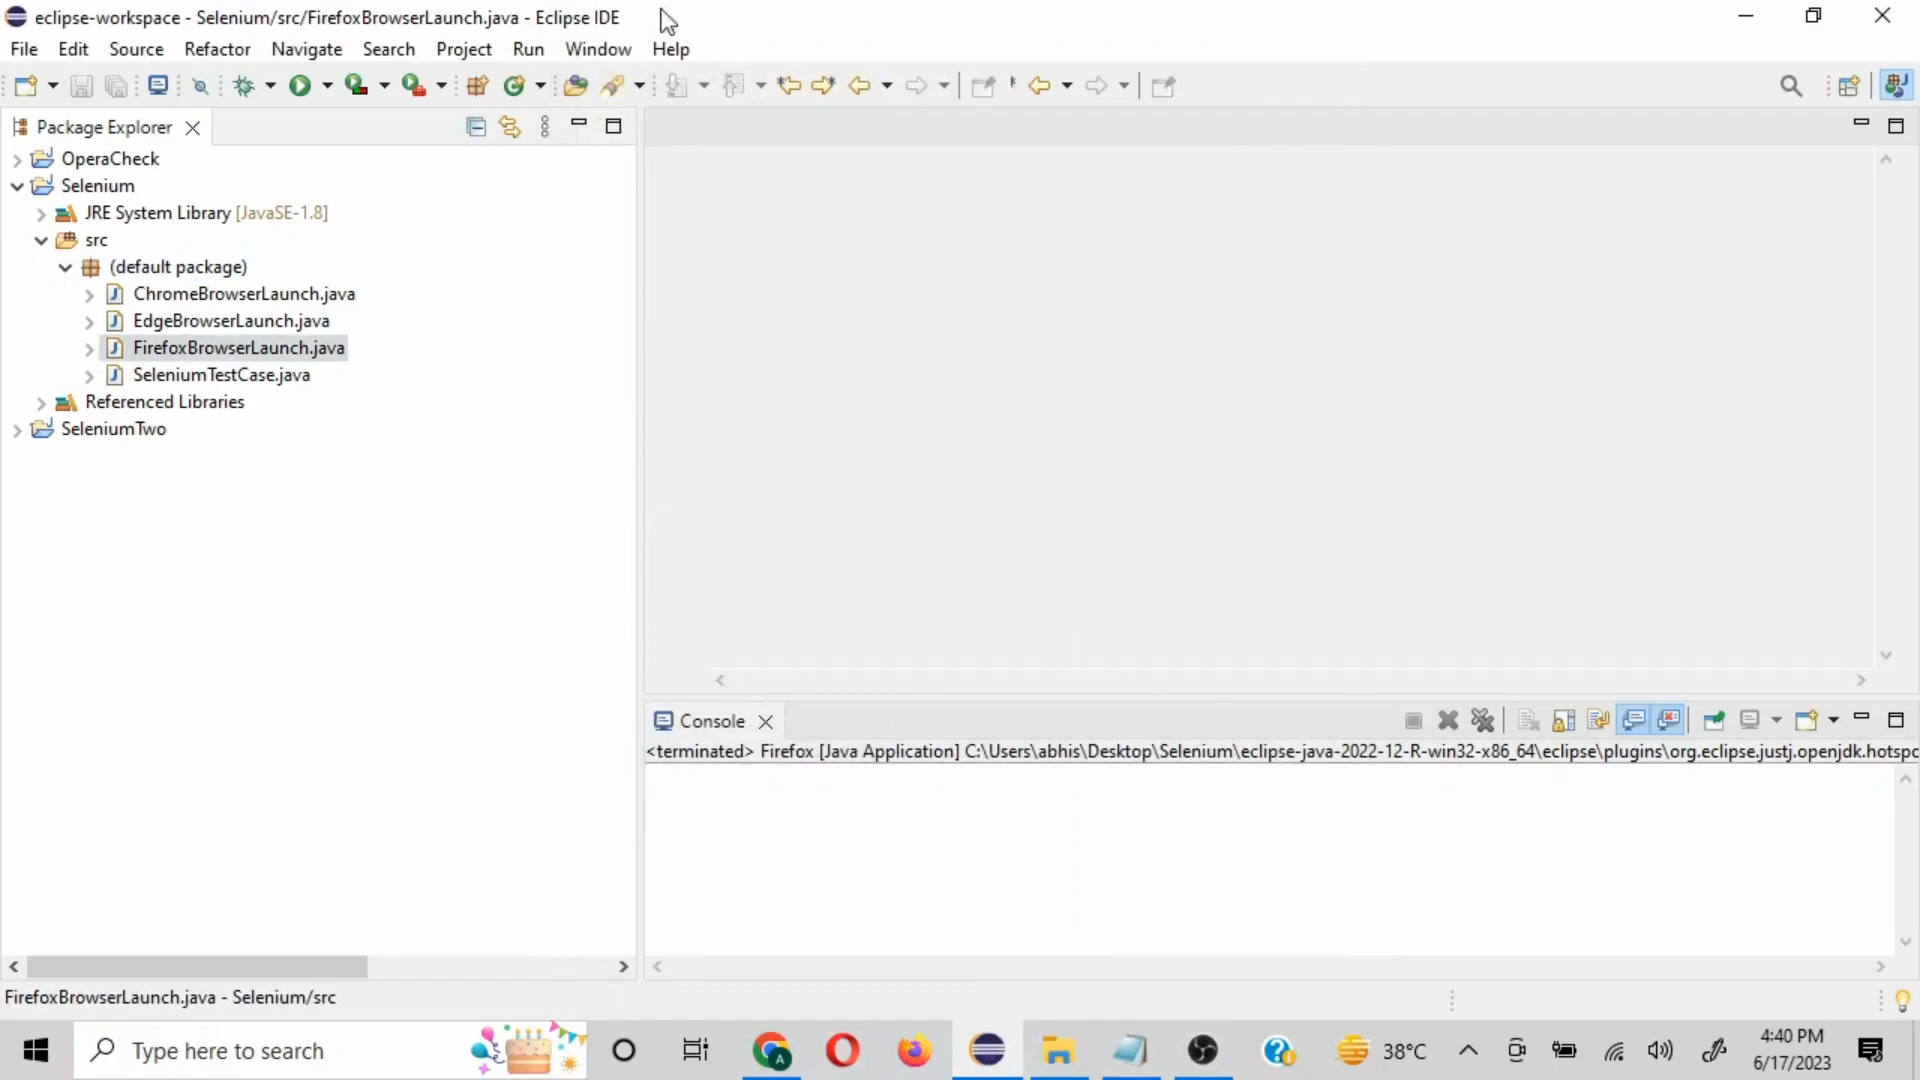 eclipse-workspace - Selenium/src/FirefoxBrowserLaunch.java - Eclipse IDE
File Edit Source Refactor Navigate Search Project Run Window Help
Package Explorer
OperaCheck
Selenium
JRE System Library [JavaSE-1.8]
src
(default package)
ChromeBrowserLaunch.java
EdgeBrowserLaunch.java
FirefoxBrowserLaunch.java
SeleniumTestCase.java
Referenced Libraries
SeleniumTwo
Console
<terminated> Firefox [Java Application] C:\Users\abhis\Desktop\Selenium\eclipse-java-2022-12-R-win32-x86_64\eclipse\plugins\org.eclipse.justj.openjdk.hotspc
FirefoxBrowserLaunch.java - Selenium/src
Type here to search
38°C
4:40 PM
6/17/2023